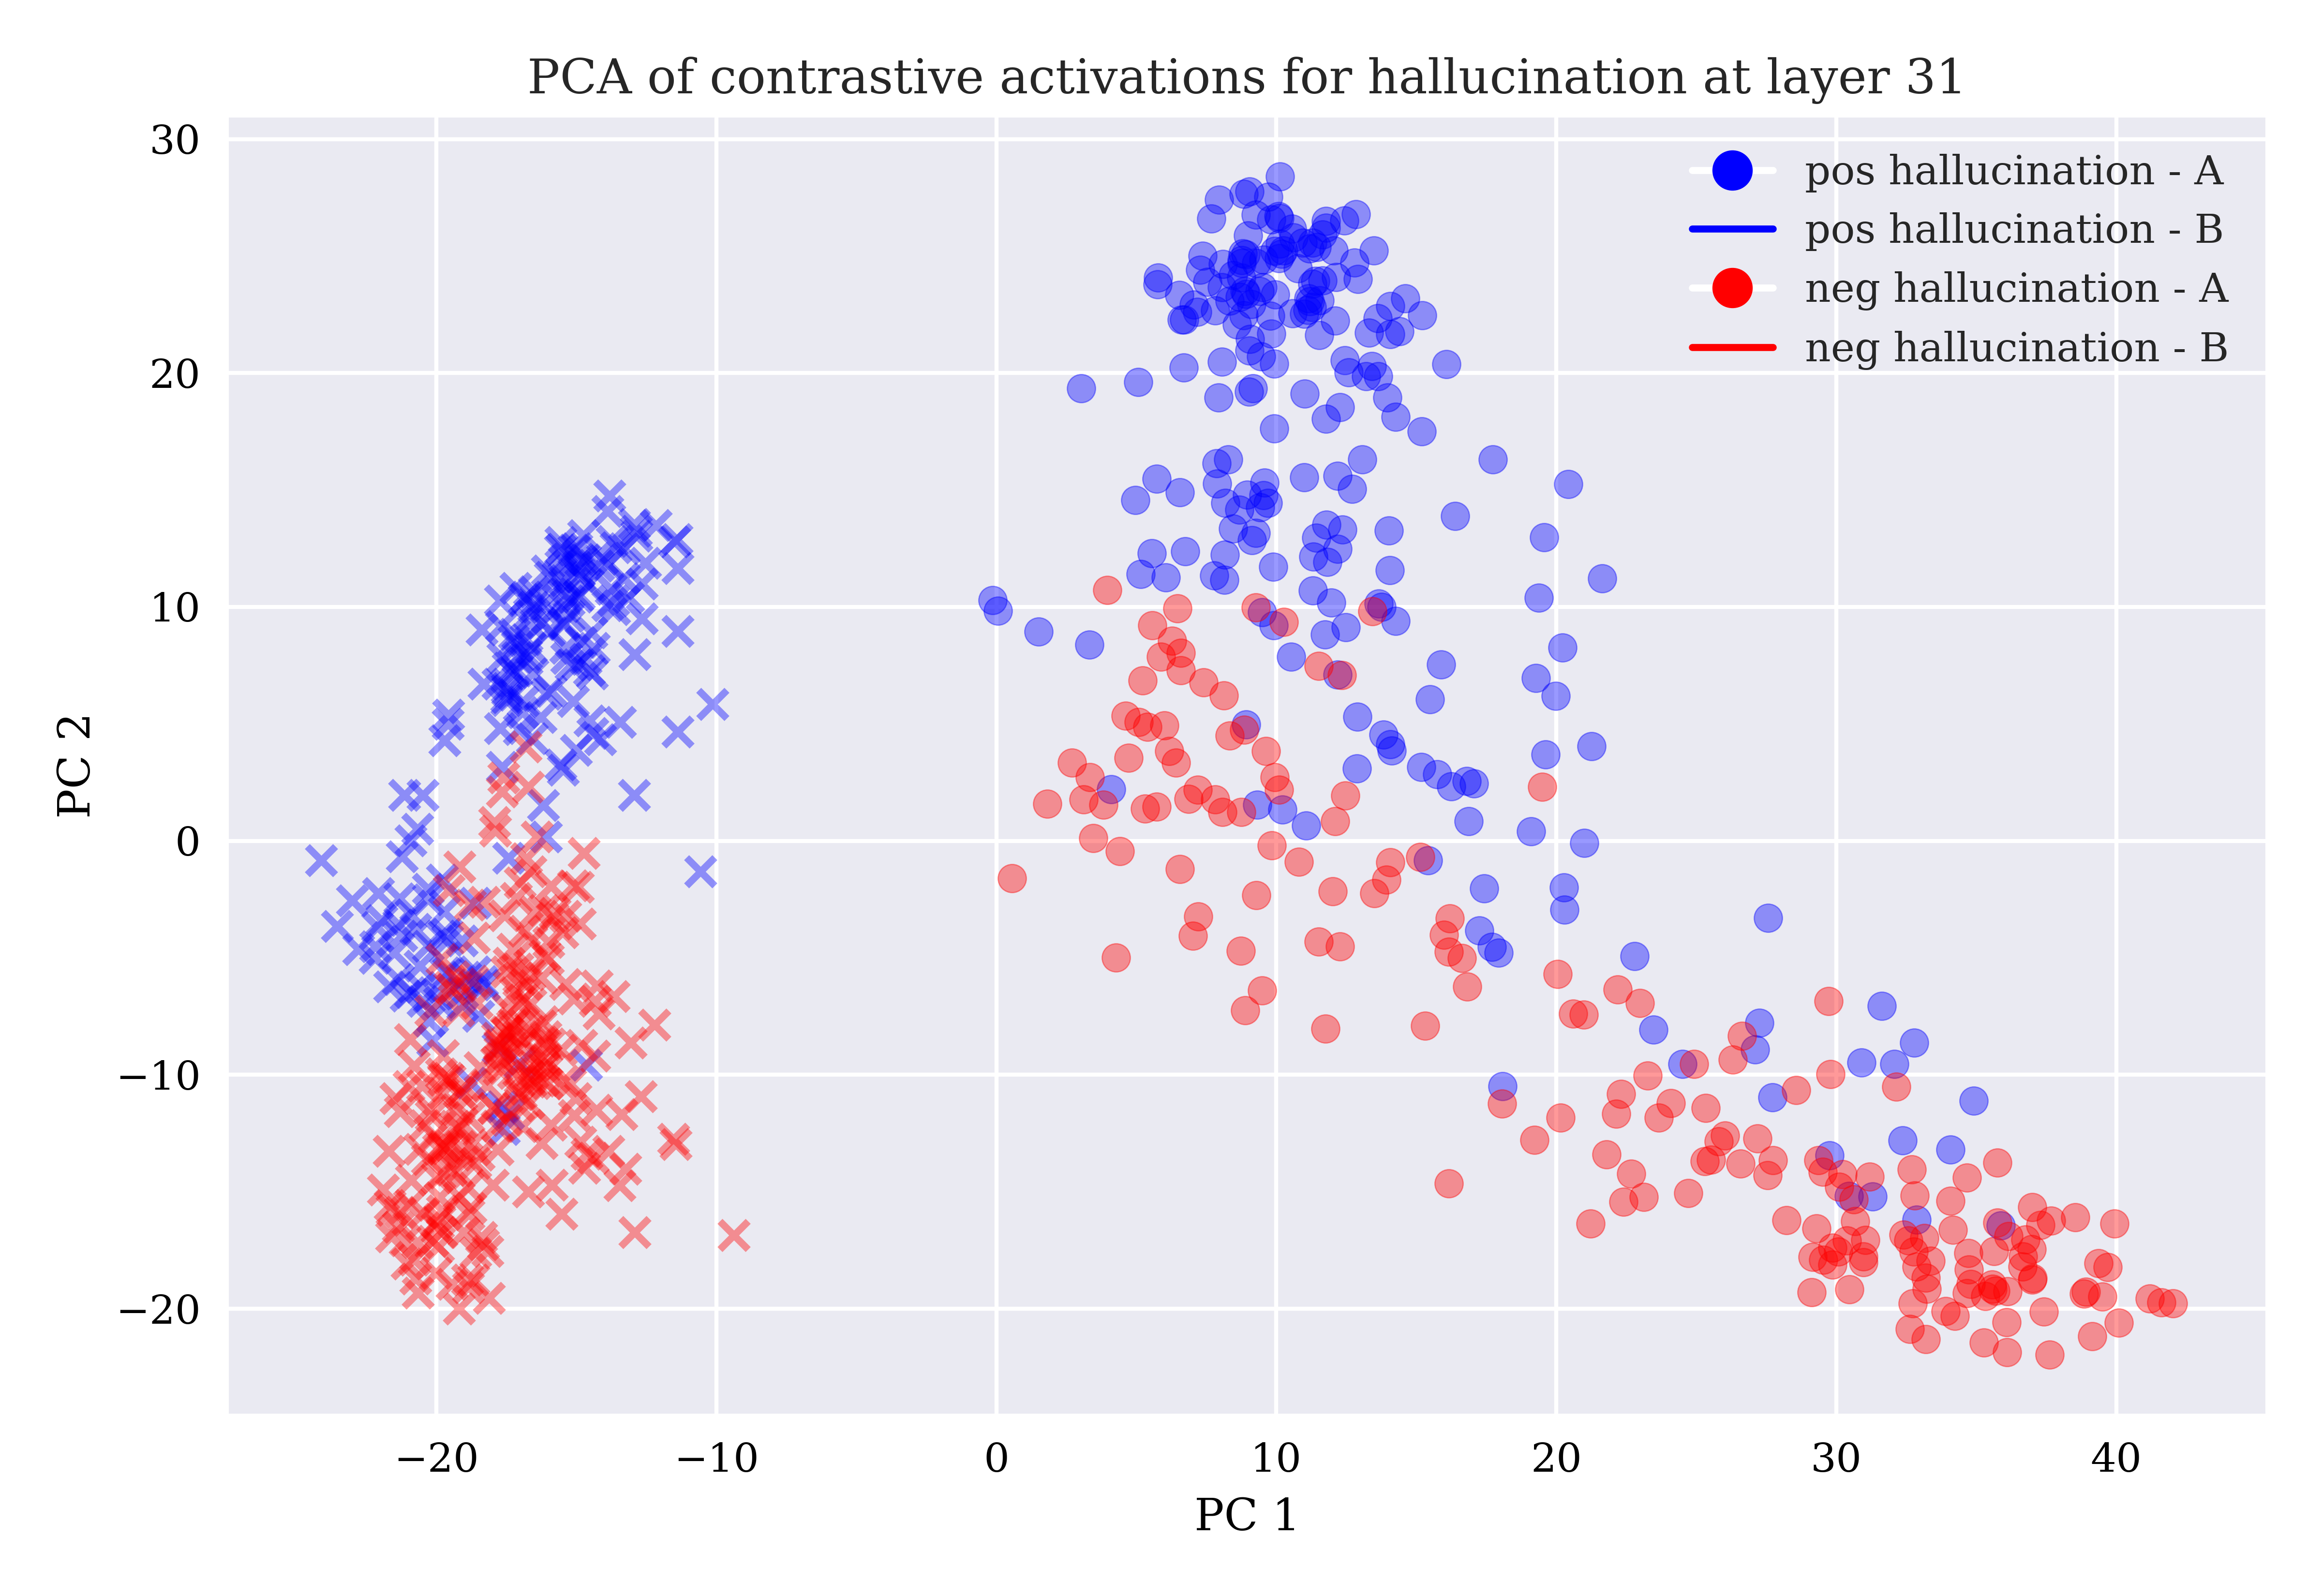 PCA of contrastive activations for hallucination at layer 31
30
20
10
0
−10
−20
PC 2
pos hallucination - A
pos hallucination - B
neg hallucination - A
neg hallucination - B
−20
−10
0
10
20
30
40
PC 1